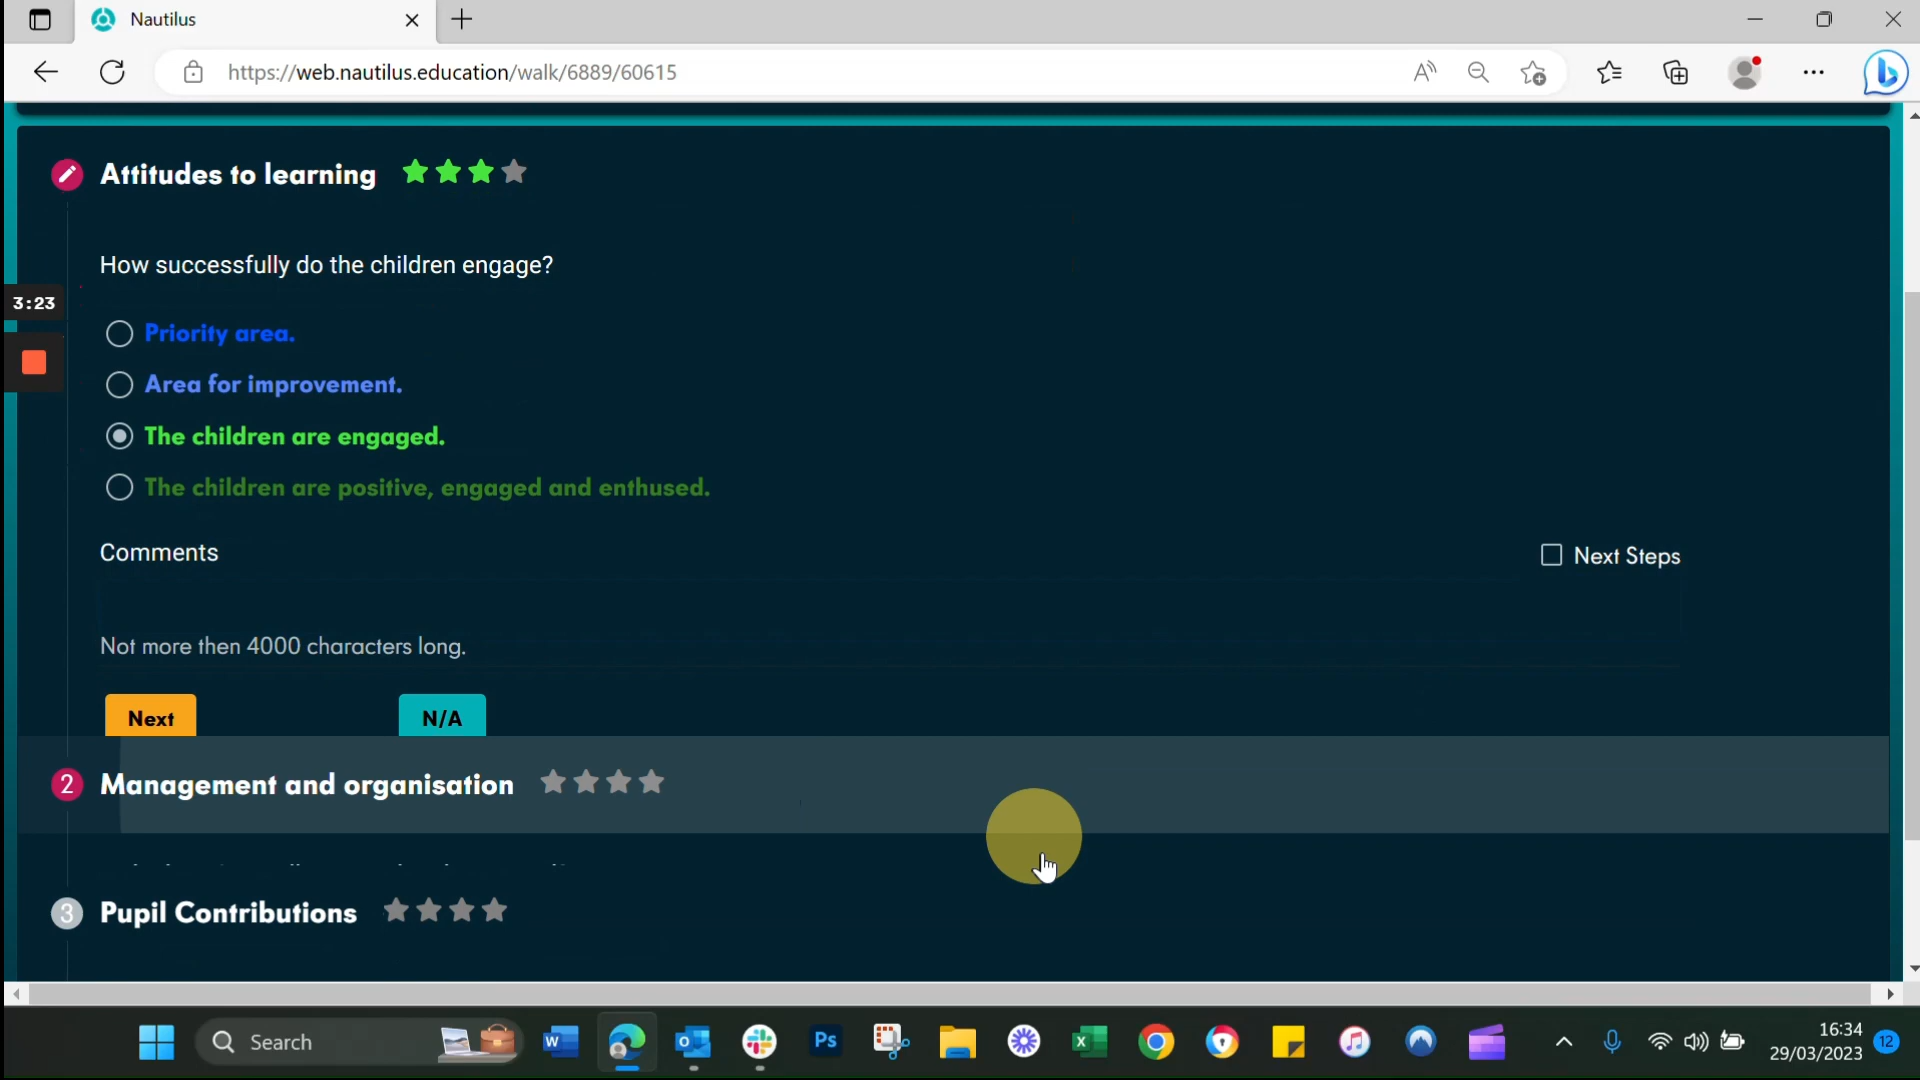 Nautilus
https://web.nautilus.education/walk/6889/60615
Attitudes to learning
How successfully do the children engage?
3:23
Priority area.
Area for improvement.
The children are engaged.
The children are positive, engaged and enthused.
Comments
Next Steps
Not more then 4000 characters long.
Next
N/A
2 Management and organisation
3 Pupil Contributions
Search
16:34
29/03/2023
12